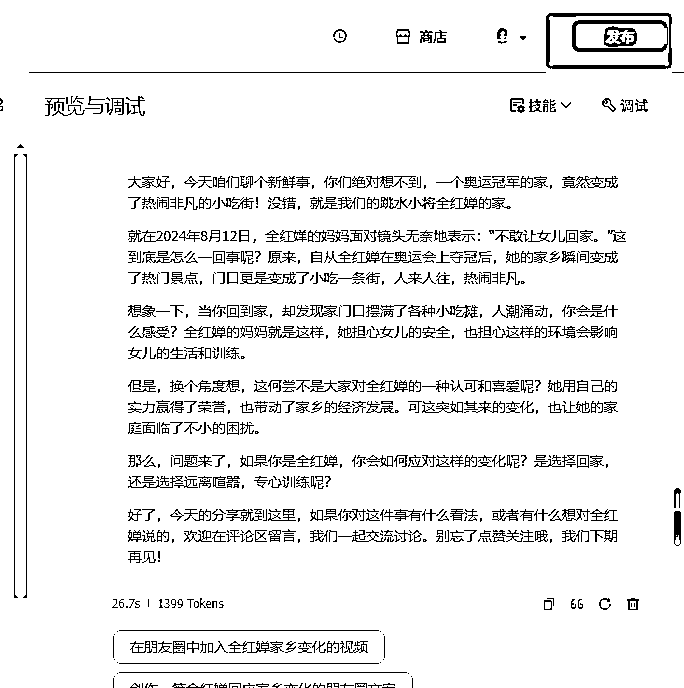 商店
发布
预览与调试
技能
调试
大家好，今天咱们聊个新鲜事，你们绝对想不到，一个奥运冠军的家，竟然变成
了热闹非凡的小吃街！没错，就是我们的跳水小将全红婵的家。
就在2024年8月12日，全红婵的妈妈面对镜头无奈地表示：“不敢让女儿回家。”这
到底是怎么一回事呢？原来，自从全红婵在奥运会上夺冠后，她的家乡瞬间变成
了热门景点，门口更是变成了小吃一条街，人来人往，热闹非凡。
想象一下，当你回到家，却发现家门口摆满了各种小吃摊，人潮涌动，你会是什
么感受？全红婵的妈妈就是这样，她担心女儿的安全，也担心这样的环境会影响
女儿的生活和训练。
但是，换个角度想，这何尝不是大家对全红婵的一种认可和喜爱呢？她用自己的
实力赢得了荣誉，也带动了家乡的经济发展。可这突如其来的变化，也让她的家
庭面临了不小的困扰。
那么，问题来了，如果你是全红婵，你会如何应对这样的变化呢？是选择回家，
还是选择远离喧嚣，专心训练呢？
好了，今天的分享就到这里，如果你对这件事有什么看法，或者有什么想对全红
婵说的，欢迎在评论区留言，我们一起交流讨论。别忘了点赞关注哦，我们下期
再见！
26.7s | 1399 Tokens
在朋友圈中加入全红婵家乡变化的视频
创作一篇全红婵回应家乡变化的朋友圈文案